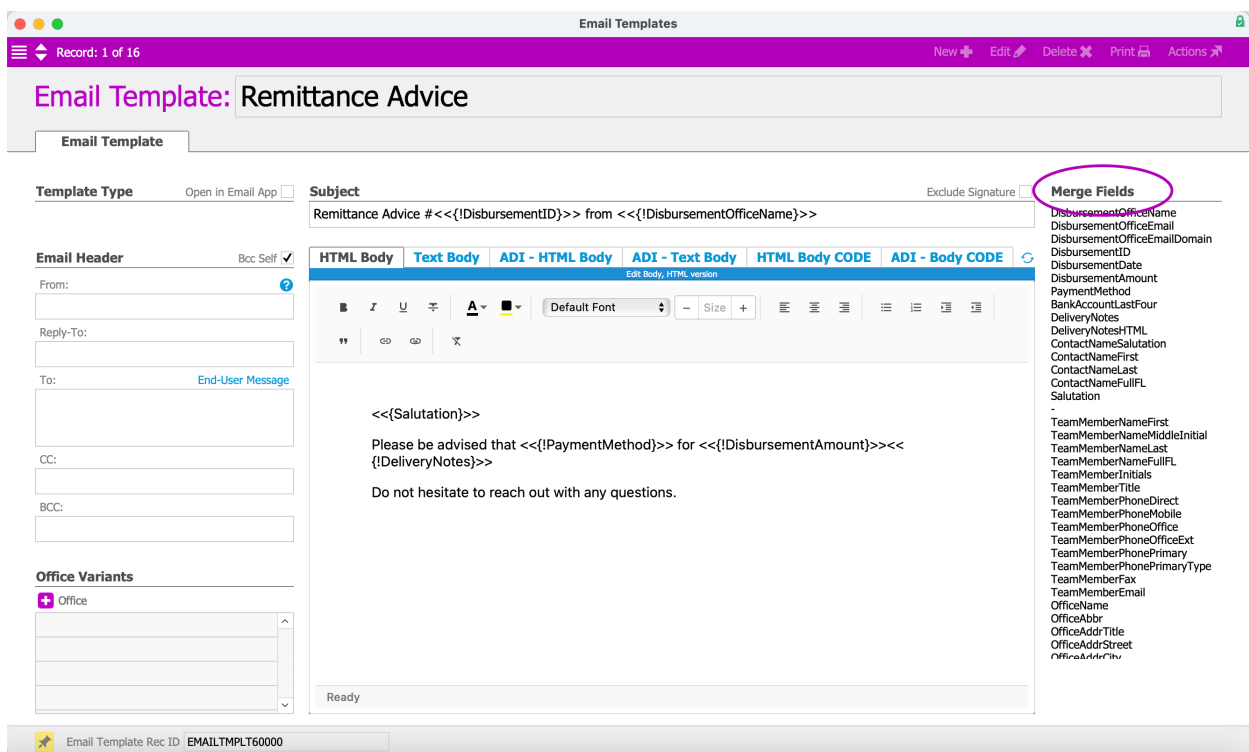 Email Templates
Record: 1 of 16
New Edit Delete Print Actions
Email Template: Remittance Advice
Email Template
Template Type Open in Email App
Email Header Bcc Self
From: ?
Reply-To:
To: End-User Message
CC:
BCC:
Office Variants
Office
Subject Exclude Signature
Remittance Advice #<<{!DisbursementID}>> from <<{!DisbursementOfficeName}>>
HTML Body Text Body ADI - HTML Body ADI - Text Body HTML Body CODE ADI - Body CODE
Edit Body, HTML version
B I U T A Default Font - Size +
<<{Salutation}>>
Please be advised that <<{!PaymentMethod}>> for <<{!DisbursementAmount}>><<
{!DeliveryNotes}>>
Do not hesitate to reach out with any questions.
Ready
Merge Fields
DisbursementOfficeName
DisbursementOfficeEmail
DisbursementOfficeEmailDomain
DisbursementID
DisbursementDate
DisbursementAmount
PaymentMethod
BankAccountLastFour
DeliveryNotes
DeliveryNotesHTML
ContactNameSalutation
ContactNameFirst
ContactNameLast
ContactNameFullFL
Salutation
-
TeamMemberNameFirst
TeamMemberNameMiddleInitial
TeamMemberNameLast
TeamMemberNameFullFL
TeamMemberInitials
TeamMemberTitle
TeamMemberPhoneDirect
TeamMemberPhoneMobile
TeamMemberPhoneOffice
TeamMemberPhoneOfficeExt
TeamMemberPhonePrimary
TeamMemberPhonePrimaryType
TeamMemberFax
TeamMemberEmail
OfficeName
OfficeAbbr
OfficeAddrTitle
OfficeAddrStreet
OfficeAddrCity
Email Template Rec ID EMAILTMPLT60000